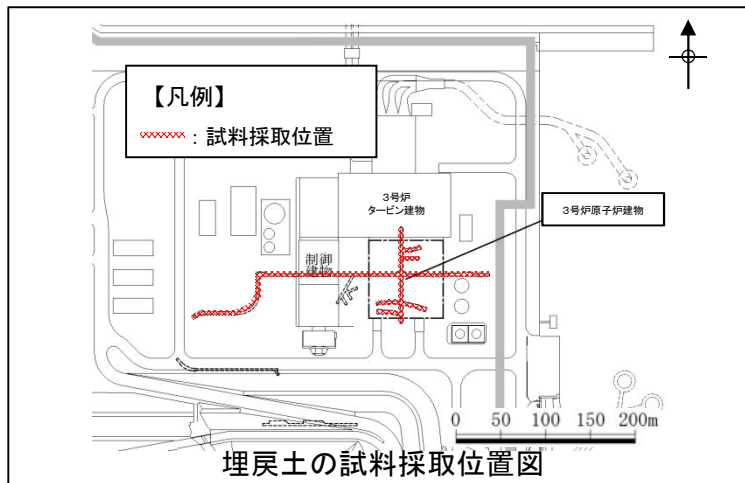 【凡例】
：試料採取位置
3号炉
タービン建物
3号炉原子炉建物
制御
建物
0 50 100 150 200m
埋戻土の試料採取位置図